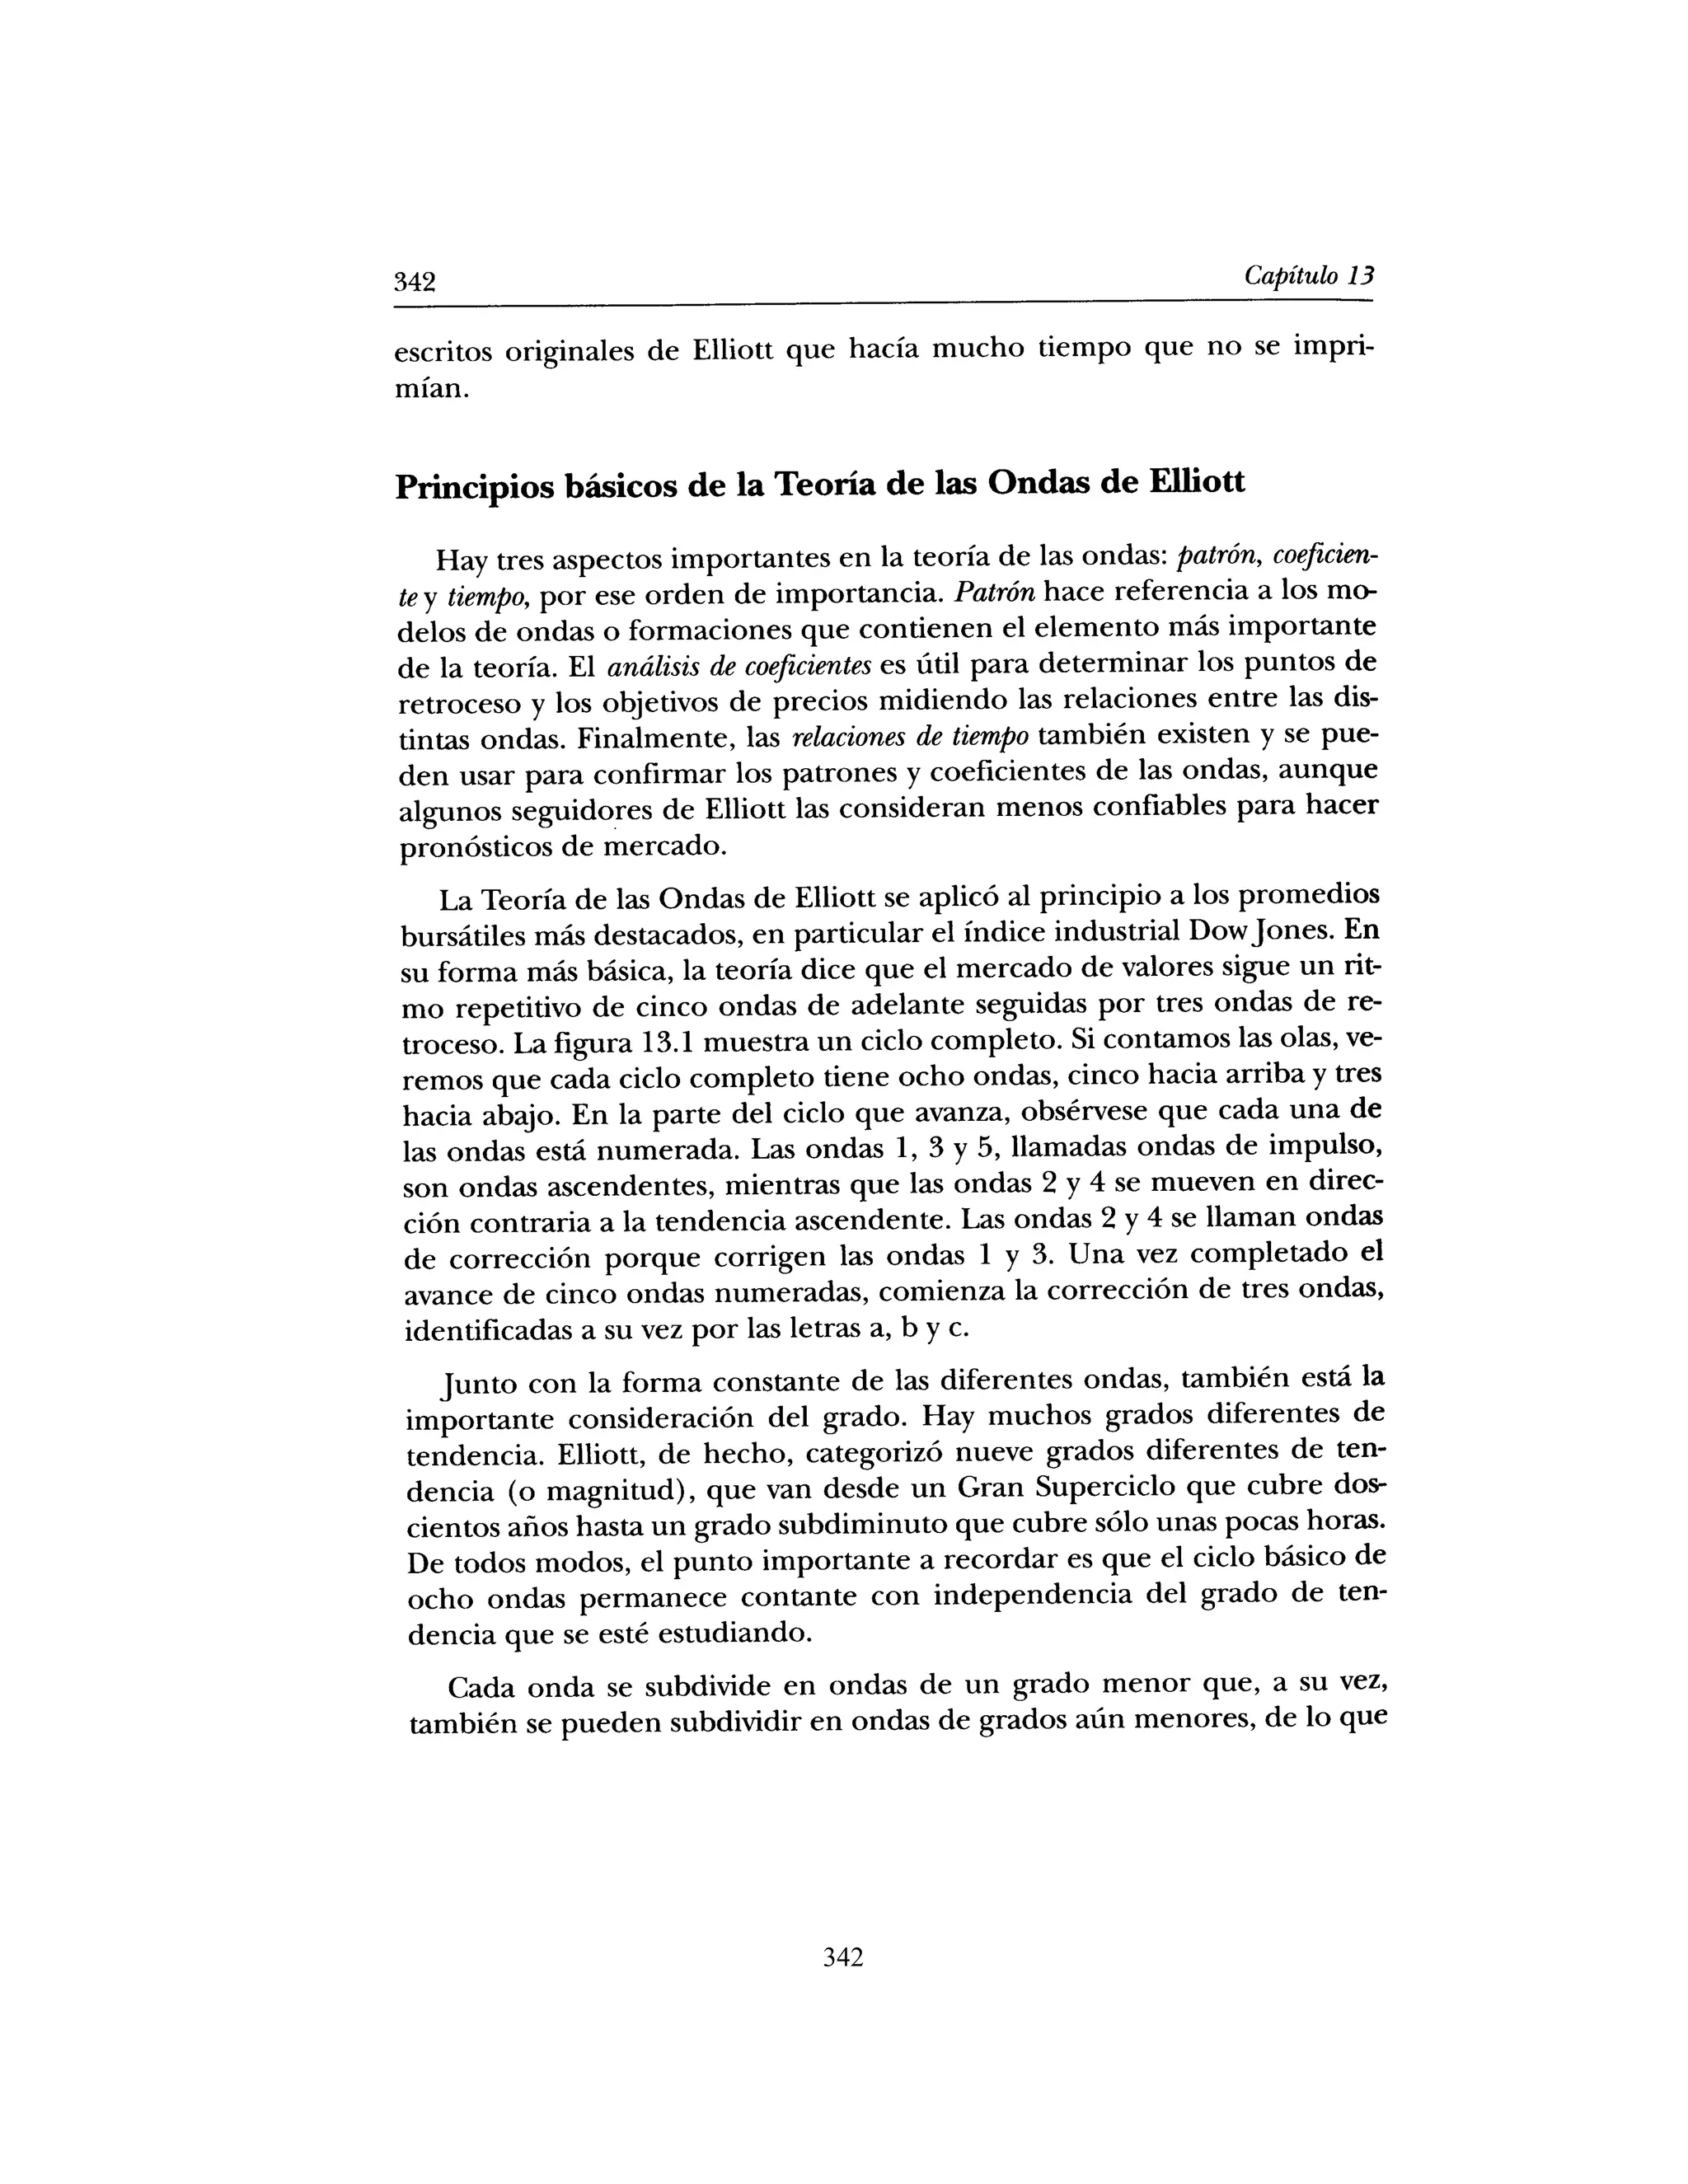 342 Capítulo 13
escritos originales de Elliott que hacía mucho tiempo que no se impri-
mían.
Principios básicos de la Teoría de las Ondas de Elliott
Hay tres aspectos importantes en la teoría de las ondas: patrón, coeficien-
te y tiempo, por ese orden de importancia. Patrón hace referencia a los mo-
delos de ondas o formaciones que contienen el elemento más importante
de la teoría. El análisis de coeficientes es útil para determinar los puntos de
retroceso y los objetivos de precios midiendo las relaciones entre las dis-
tintas ondas. Finalmente, las relaciones de tiempo también existen y se pue-
den usar para confirmar los patrones y coeficientes de las ondas, aunque
algunos seguidores de Elliott las consideran menos confiables para hacer
pronósticos de mercado.
La Teoría de las Ondas de Elliott se aplicó al principio a los promedios
bursátiles más destacados, en particular el índice industrial Dow Jones. En
su forma más básica, la teoría dice que el mercado de valores sigue un rit-
mo repetitivo de cinco ondas de adelante seguidas por tres ondas de re-
troceso. La figura 13.1 muestra un ciclo completo. Si contamos las olas, ve-
remos que cada ciclo completo tiene ocho ondas, cinco hacia arriba y tres
hacia abajo. En la parte del ciclo que avanza, obsérvese que cada una de
las ondas está numerada. Las ondas 1, 3 y 5, llamadas ondas de impulso,
son ondas ascendentes, mientras que las ondas 2 y 4 se mueven en direc-
ción contraria a la tendencia ascendente. Las ondas 2 y 4 se llaman ondas
de corrección porque corrigen las ondas 1 y 3. Una vez completado el
avance de cinco ondas numeradas, comienza la corrección de tres ondas,
identificadas a su vez por las letras a, b y c.
Junto con la forma constante de las diferentes ondas, también está la
importante consideración del grado. Hay muchos grados diferentes de
tendencia. Elliott, de hecho, categorizó nueve grados diferentes de ten-
dencia (o magnitud), que van desde un Gran Superciclo que cubre dos-
cientos años hasta un grado subdiminuto que cubre sólo unas pocas horas.
De todos modos, el punto importante a recordar es que el ciclo básico de
ocho ondas permanece contante con independencia del grado de ten-
dencia que se esté estudiando.
Cada onda se subdivide en ondas de un grado menor que, a su vez,
también se pueden subdividir en ondas de grados aún menores, de lo que
342